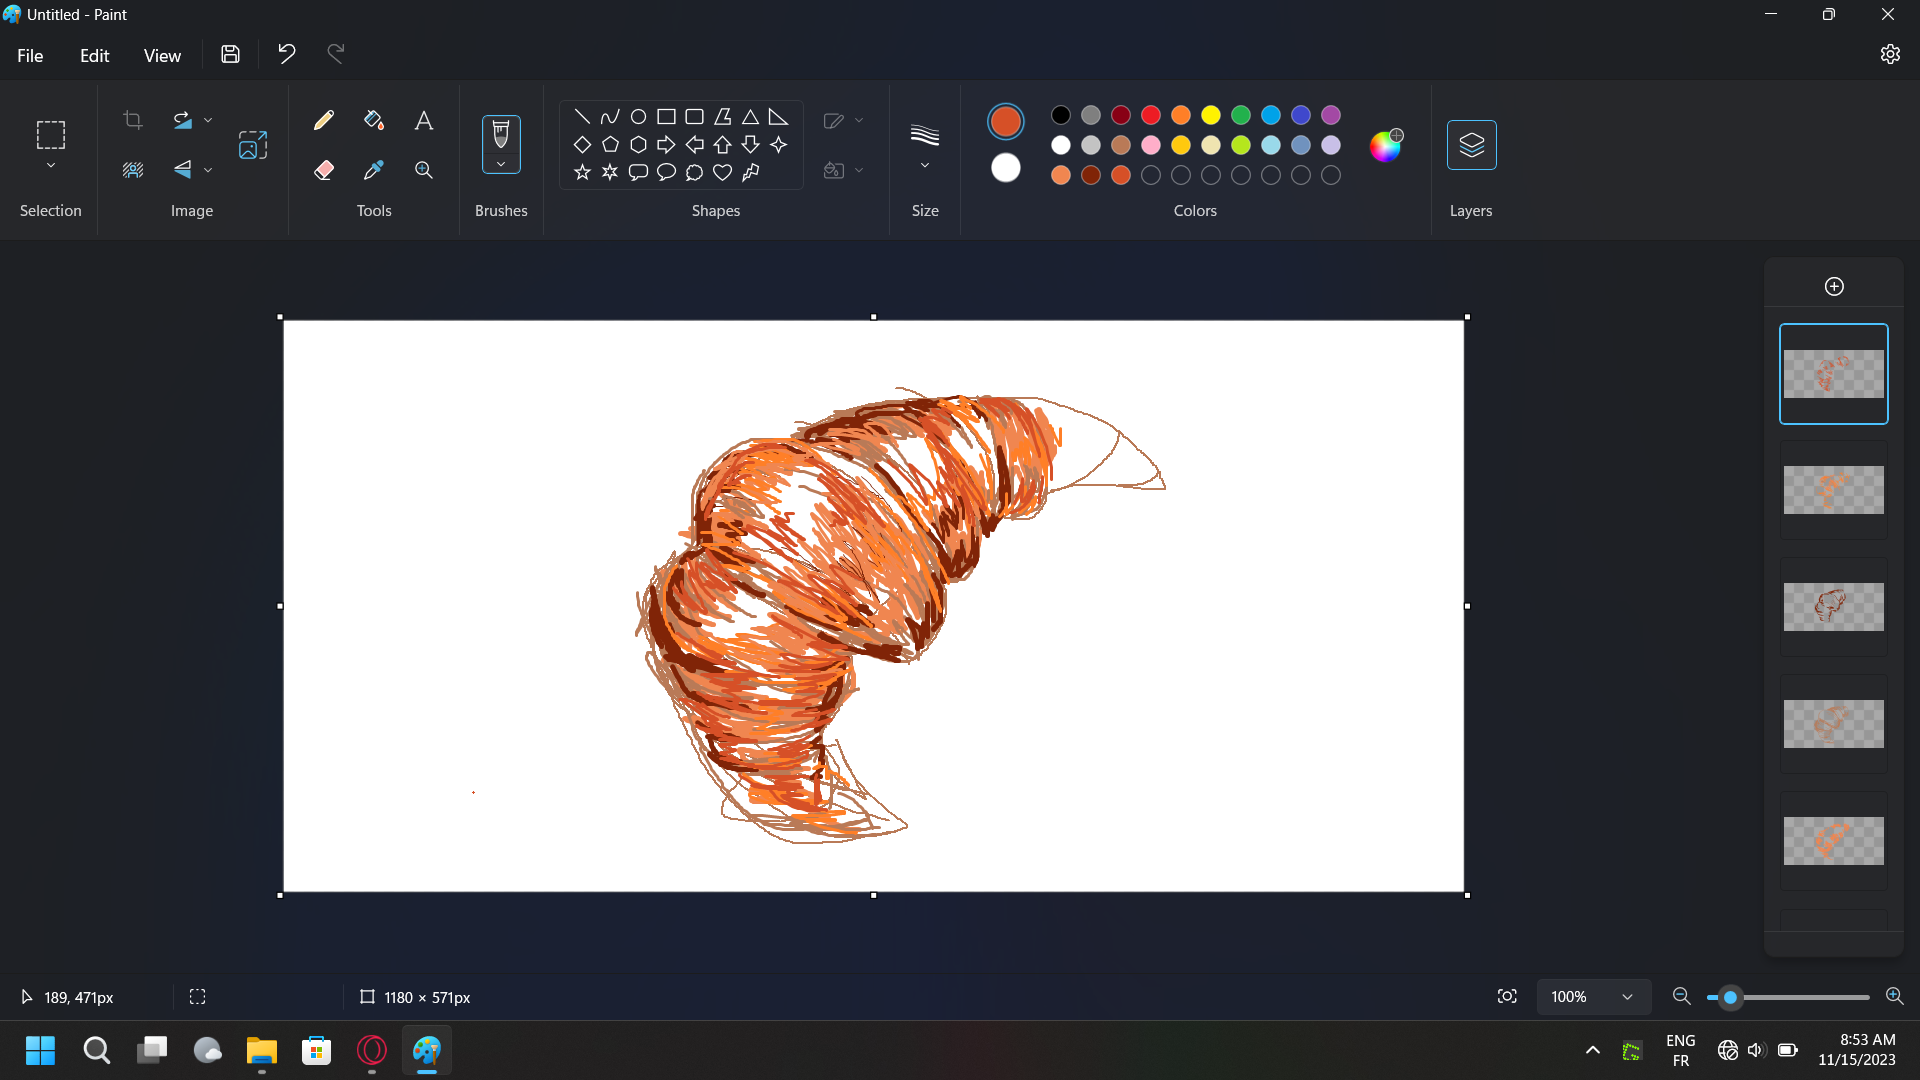 Untitled - Paint
File Edit View
Selection Image Tools Brushes Shapes Size Colors Layers
189, 471px 1180 × 571px 100%
ENG
FR
8:53 AM
11/15/2023